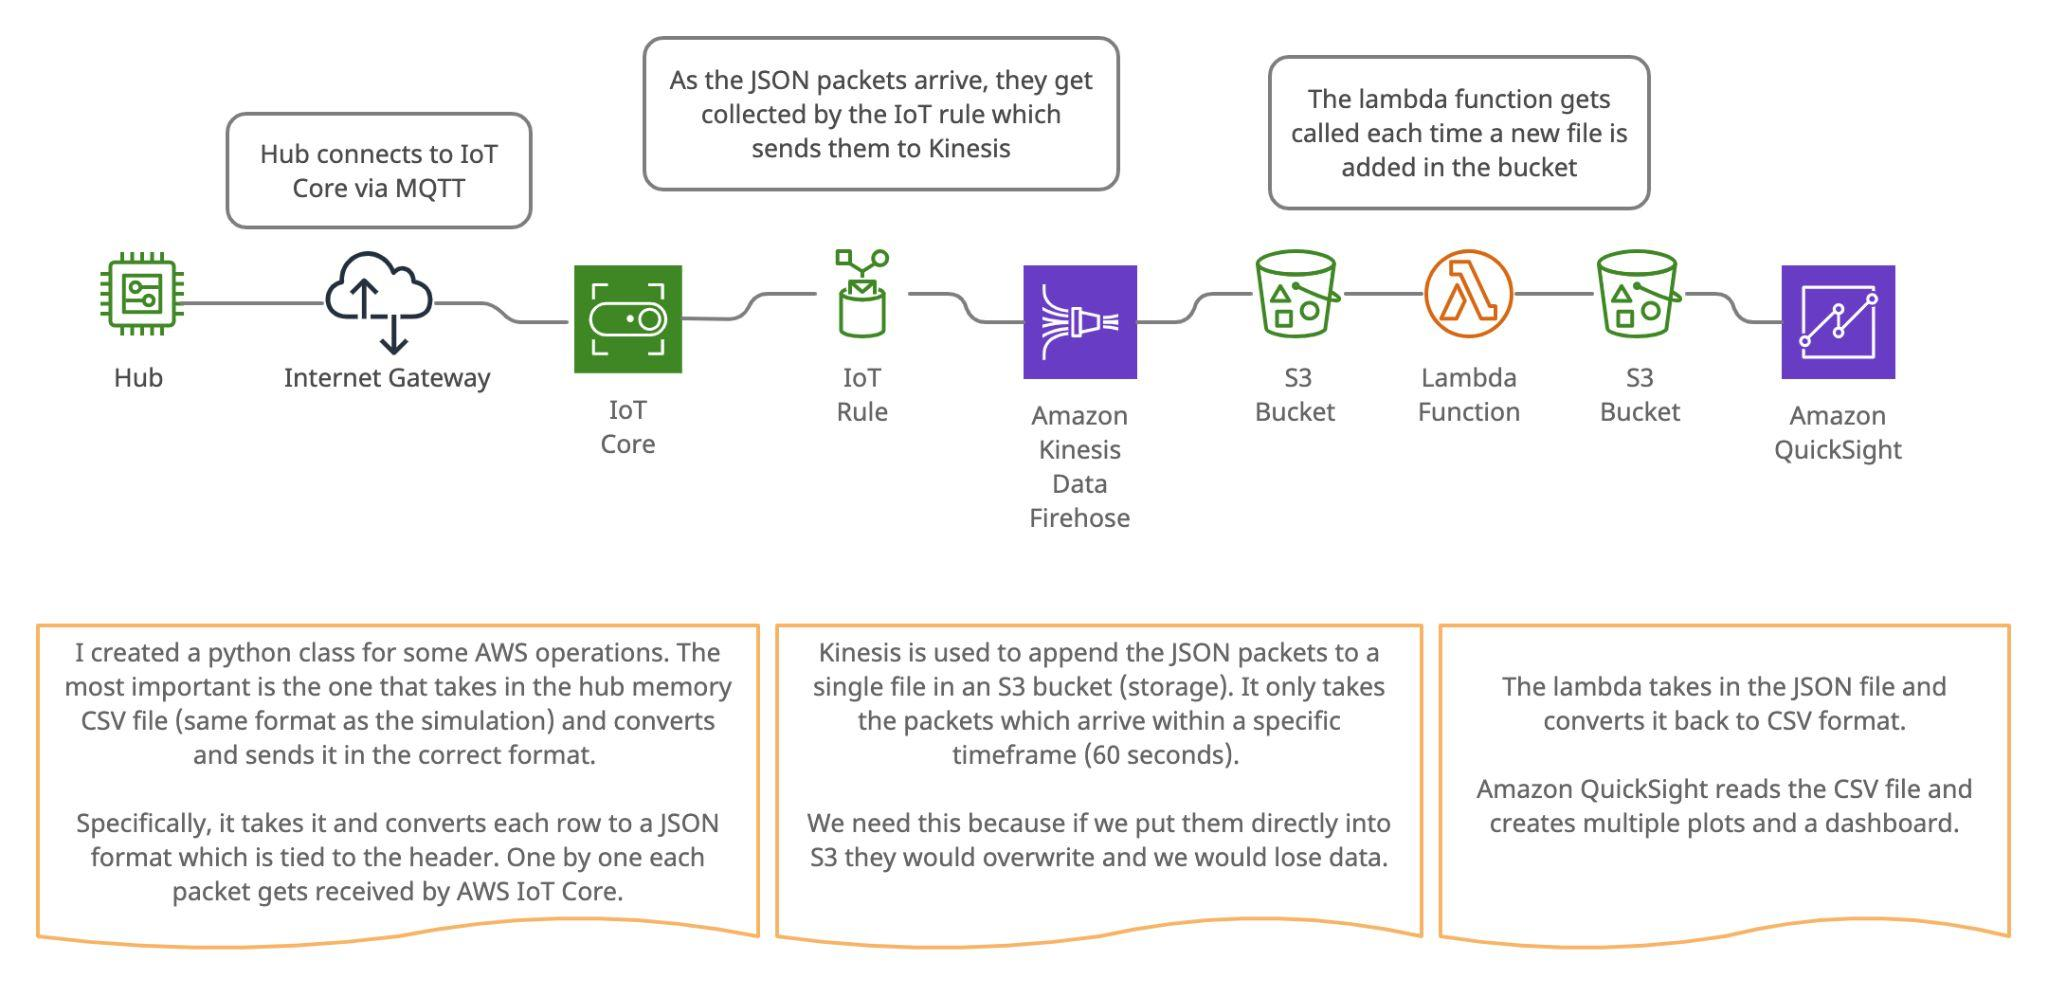 As the JSON packets arrive, they get
collected by the IoT rule which
sends them to Kinesis
The lambda function gets
called each time a new file is
added in the bucket
Hub connects to IoT
Core via MQTT
Hub
Internet Gateway
IoT
Core
IoT
Rule
Amazon
Kinesis
Data
Firehose
S3
Bucket
Lambda
Function
S3
Bucket
Amazon
QuickSight
I created a python class for some AWS operations. The
most important is the one that takes in the hub memory
CSV file (same format as the simulation) and converts
and sends it in the correct format.
Specifically, it takes it and converts each row to a JSON
format which is tied to the header. One by one each
packet gets received by AWS IoT Core.
Kinesis is used to append the JSON packets to a
single file in an S3 bucket (storage). It only takes
the packets which arrive within a specific
timeframe (60 seconds).
We need this because if we put them directly into
S3 they would overwrite and we would lose data.
The lambda takes in the JSON file and
converts it back to CSV format.
Amazon QuickSight reads the CSV file and
creates multiple plots and a dashboard.